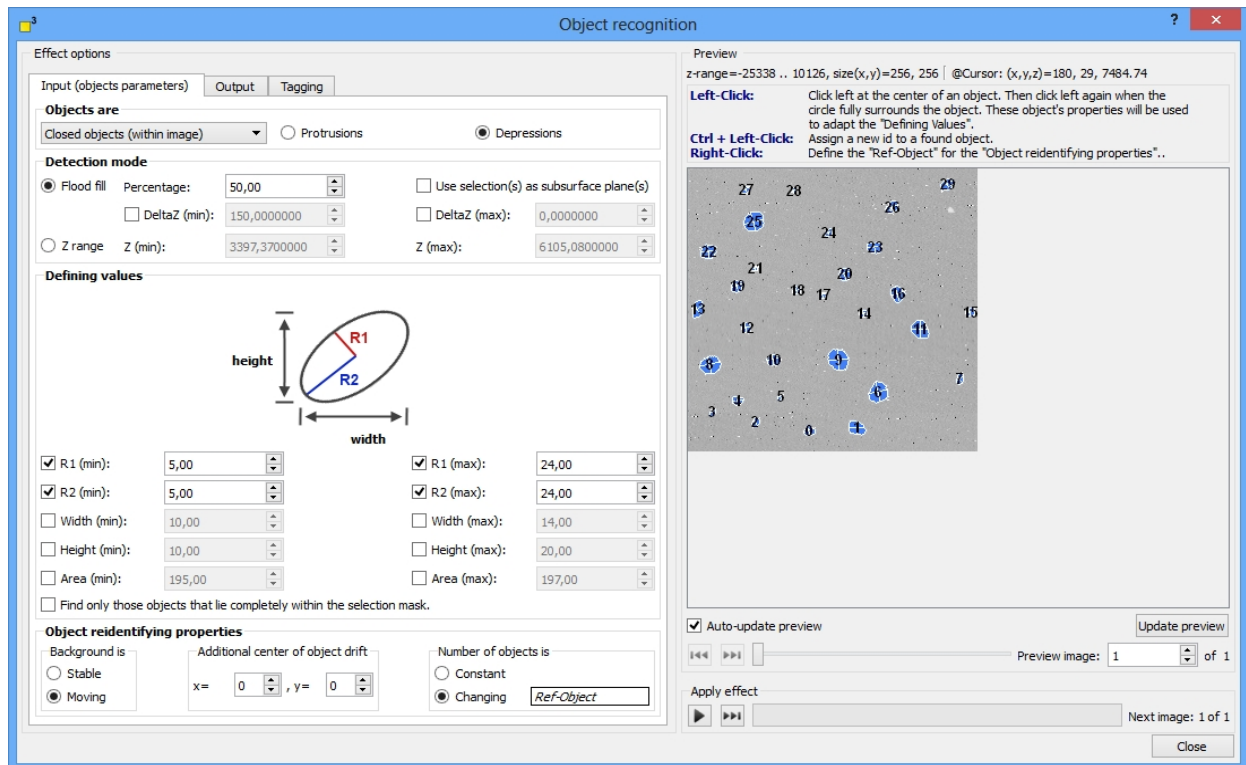 3
Object recognition
?
×
Effect options
Input (objects parameters) Output Tagging
Objects are
Closed objects (within image) Protrusions Depressions
Detection mode
Flood fill Percentage: 50,00 Use selection(s) as subsurface plane(s)
DeltaZ (min): 150,0000000 DeltaZ (max): 0,0000000
Z range Z (min): 3397,3700000 Z (max): 6105,0800000
Defining values
R1
height
R2
width
R1 (min): 5,00 R1 (max): 24,00
R2 (min): 5,00 R2 (max): 24,00
Width (min): 10,00 Width (max): 14,00
Height (min): 10,00 Height (max): 20,00
Area (min): 195,00 Area (max): 197,00
Find only those objects that lie completely within the selection mask.
Object reidentifying properties
Background is Additional center of object drift Number of objects is
Stable Constant
x= 0 , y= 0
Moving Changing Ref-Object
Preview
z-range=-25338 .. 10126, size(x,y)=256, 256 @Cursor: (x,y,z)=180, 29, 7484.74
Left-Click: Click left at the center of an object. Then click left again when the
circle fully surrounds the object. These object's properties will be used
to adapt the "Defining Values".
Ctrl + Left-Click: Assign a new id to a found object.
Right-Click: Define the "Ref-Object" for the "Object reidentifying properties"..
27 28 29
26
25
24
22 23
21 20
19 18 17 16
13 14 15
12 11
8 10 9
7
4 5 6
3
2 0 1
Auto-update preview Update preview
Preview image: 1 of 1
Apply effect
Next image: 1 of 1
Close